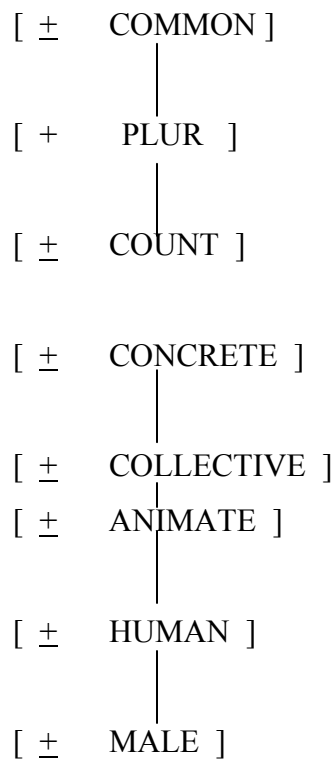 [ ± COMMON ]
[ + PLUR ]
[ ± COUNT ]
[ ± CONCRETE ]
[ ± COLLECTIVE ]
[ ± ANIMATE ]
[ ± HUMAN ]
[ ± MALE ]